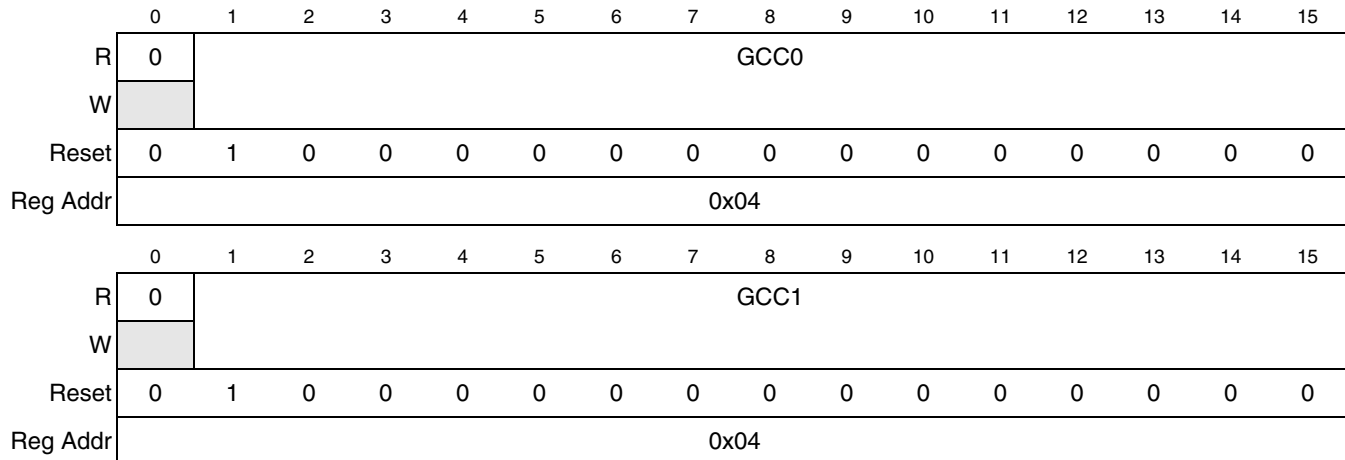 0 1 2 3 4 5 6 7 8 9 10 11 12 13 14 15
R 0 GCC0
W
Reset 0 1 0 0 0 0 0 0 0 0 0 0 0 0 0 0
Reg Addr 0x04
0 1 2 3 4 5 6 7 8 9 10 11 12 13 14 15
R 0 GCC1
W
Reset 0 1 0 0 0 0 0 0 0 0 0 0 0 0 0 0
Reg Addr 0x04